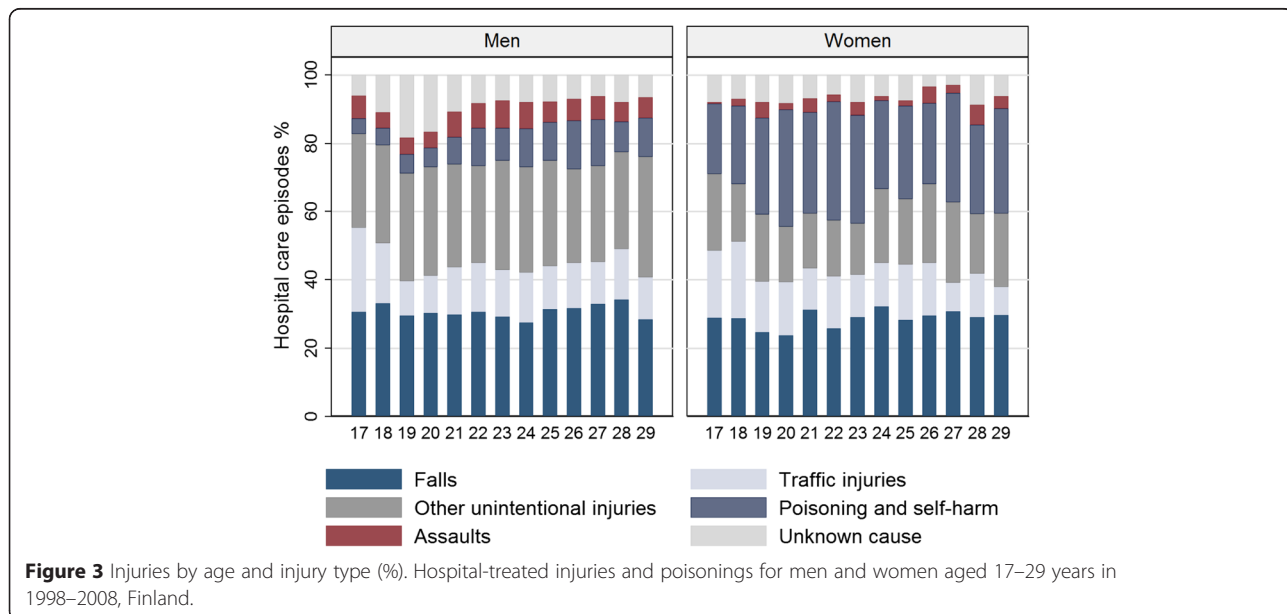 Men Women
100
80
60
40
20
0
Hospital care episodes %
17 18 19 20 21 22 23 24 25 26 27 28 29 17 18 19 20 21 22 23 24 25 26 27 28 29
Falls Traffic injuries
Other unintentional injuries Poisoning and self-harm
Assaults Unknown cause
Figure 3 Injuries by age and injury type (%). Hospital-treated injuries and poisonings for men and women aged 17–29 years in
1998–2008, Finland.